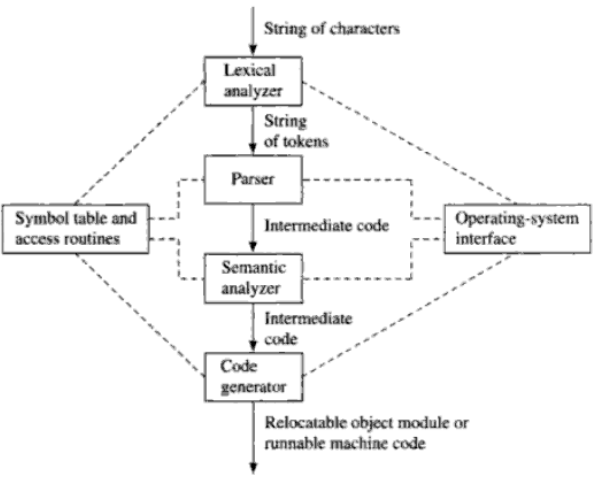 String of characters
Lexical
analyzer
String
of tokens
Parser
Symbol table and
access routines
Intermediate code
Operating-system
interface
Semantic
analyzer
Intermediate
code
Code
generator
Relocatable object module or
runnable machine code